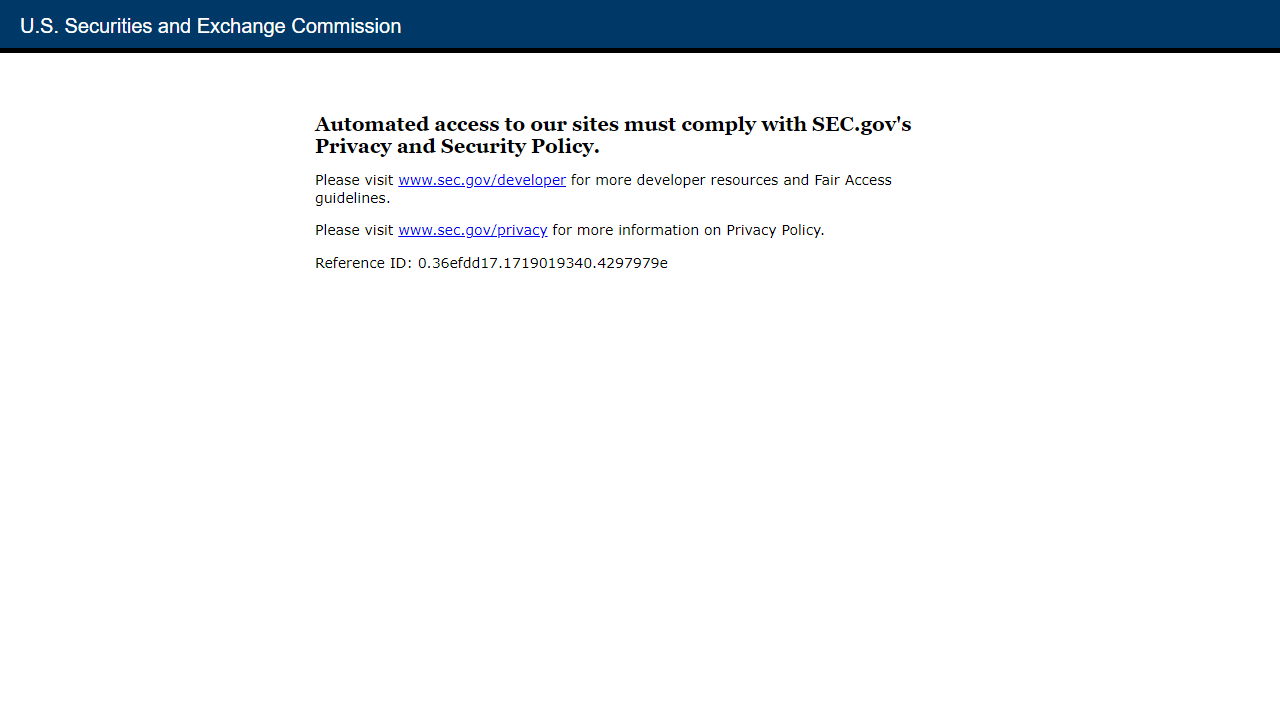 U.S. Securities and Exchange Commission
Automated access to our sites must comply with SEC.gov's
Privacy and Security Policy.
Please visit www.sec.gov/developer for more developer resources and Fair Access
guidelines.
Please visit www.sec.gov/privacy for more information on Privacy Policy.
Reference ID: 0.36efdd17.1719019340.4297979e